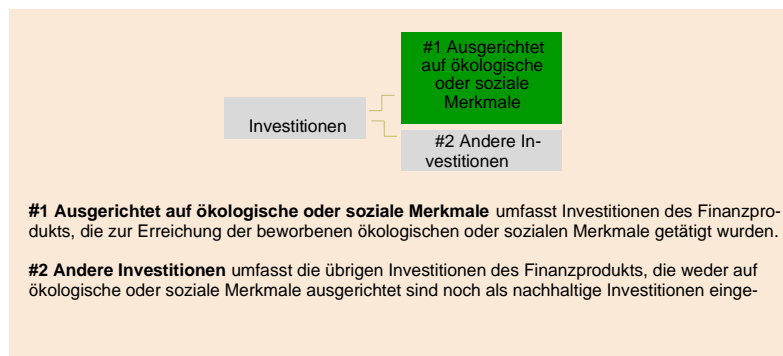 #1 Ausgerichtet
auf ökologische
oder soziale
Merkmale
Investitionen
#2 Andere In-
vestitionen
#1 Ausgerichtet auf ökologische oder soziale Merkmale umfasst Investitionen des Finanzpro-
dukts, die zur Erreichung der beworbenen ökologischen oder sozialen Merkmale getätigt wurden.
#2 Andere Investitionen umfasst die übrigen Investitionen des Finanzprodukts, die weder auf
ökologische oder soziale Merkmale ausgerichtet sind noch als nachhaltige Investitionen einge-